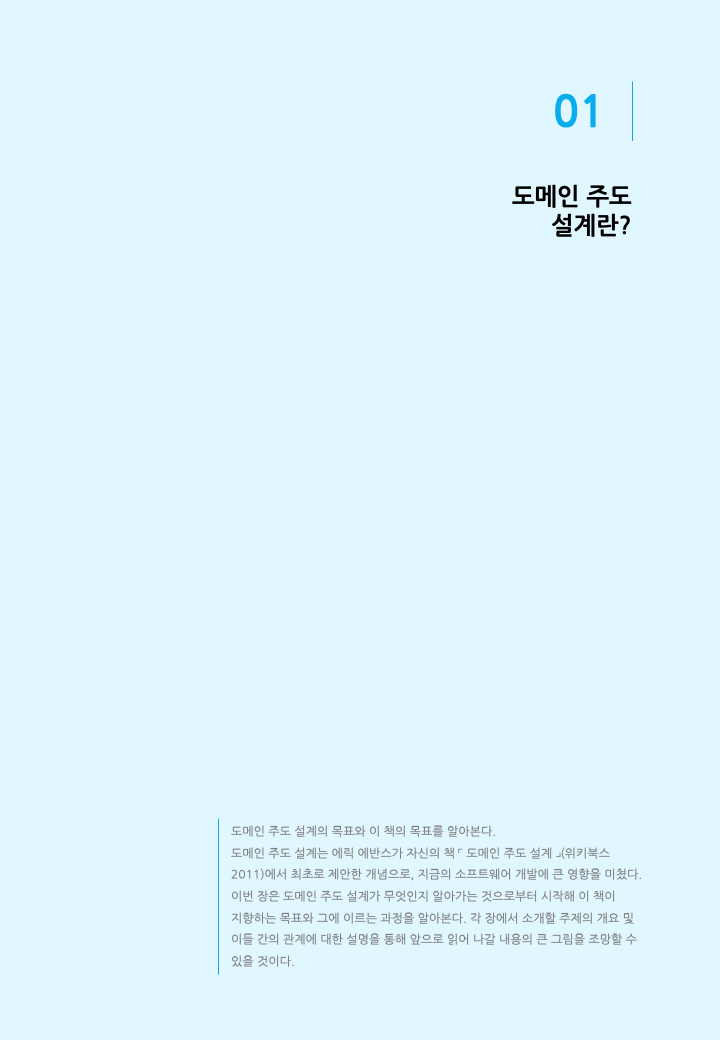 01
도메인 주도
설계란?
도메인 주도 설계의 목표와 이 책의 목표를 알아본다.
도메인 주도 설계는 에릭 에반스가 자신의 책 ⌜ 도메인 주도 설계 ⌟(위키북스
2011)에서 최초로 제안한 개념으로, 지금의 소프트웨어 개발에 큰 영향을 미쳤다.
이번 장은 도메인 주도 설계가 무엇인지 알아가는 것으로부터 시작해 이 책이
지향하는 목표와 그에 이르는 과정을 알아본다. 각 장에서 소개할 주제의 개요 및
이들 간의 관계에 대한 설명을 통해 앞으로 읽어 나갈 내용의 큰 그림을 조망할 수
있을 것이다.